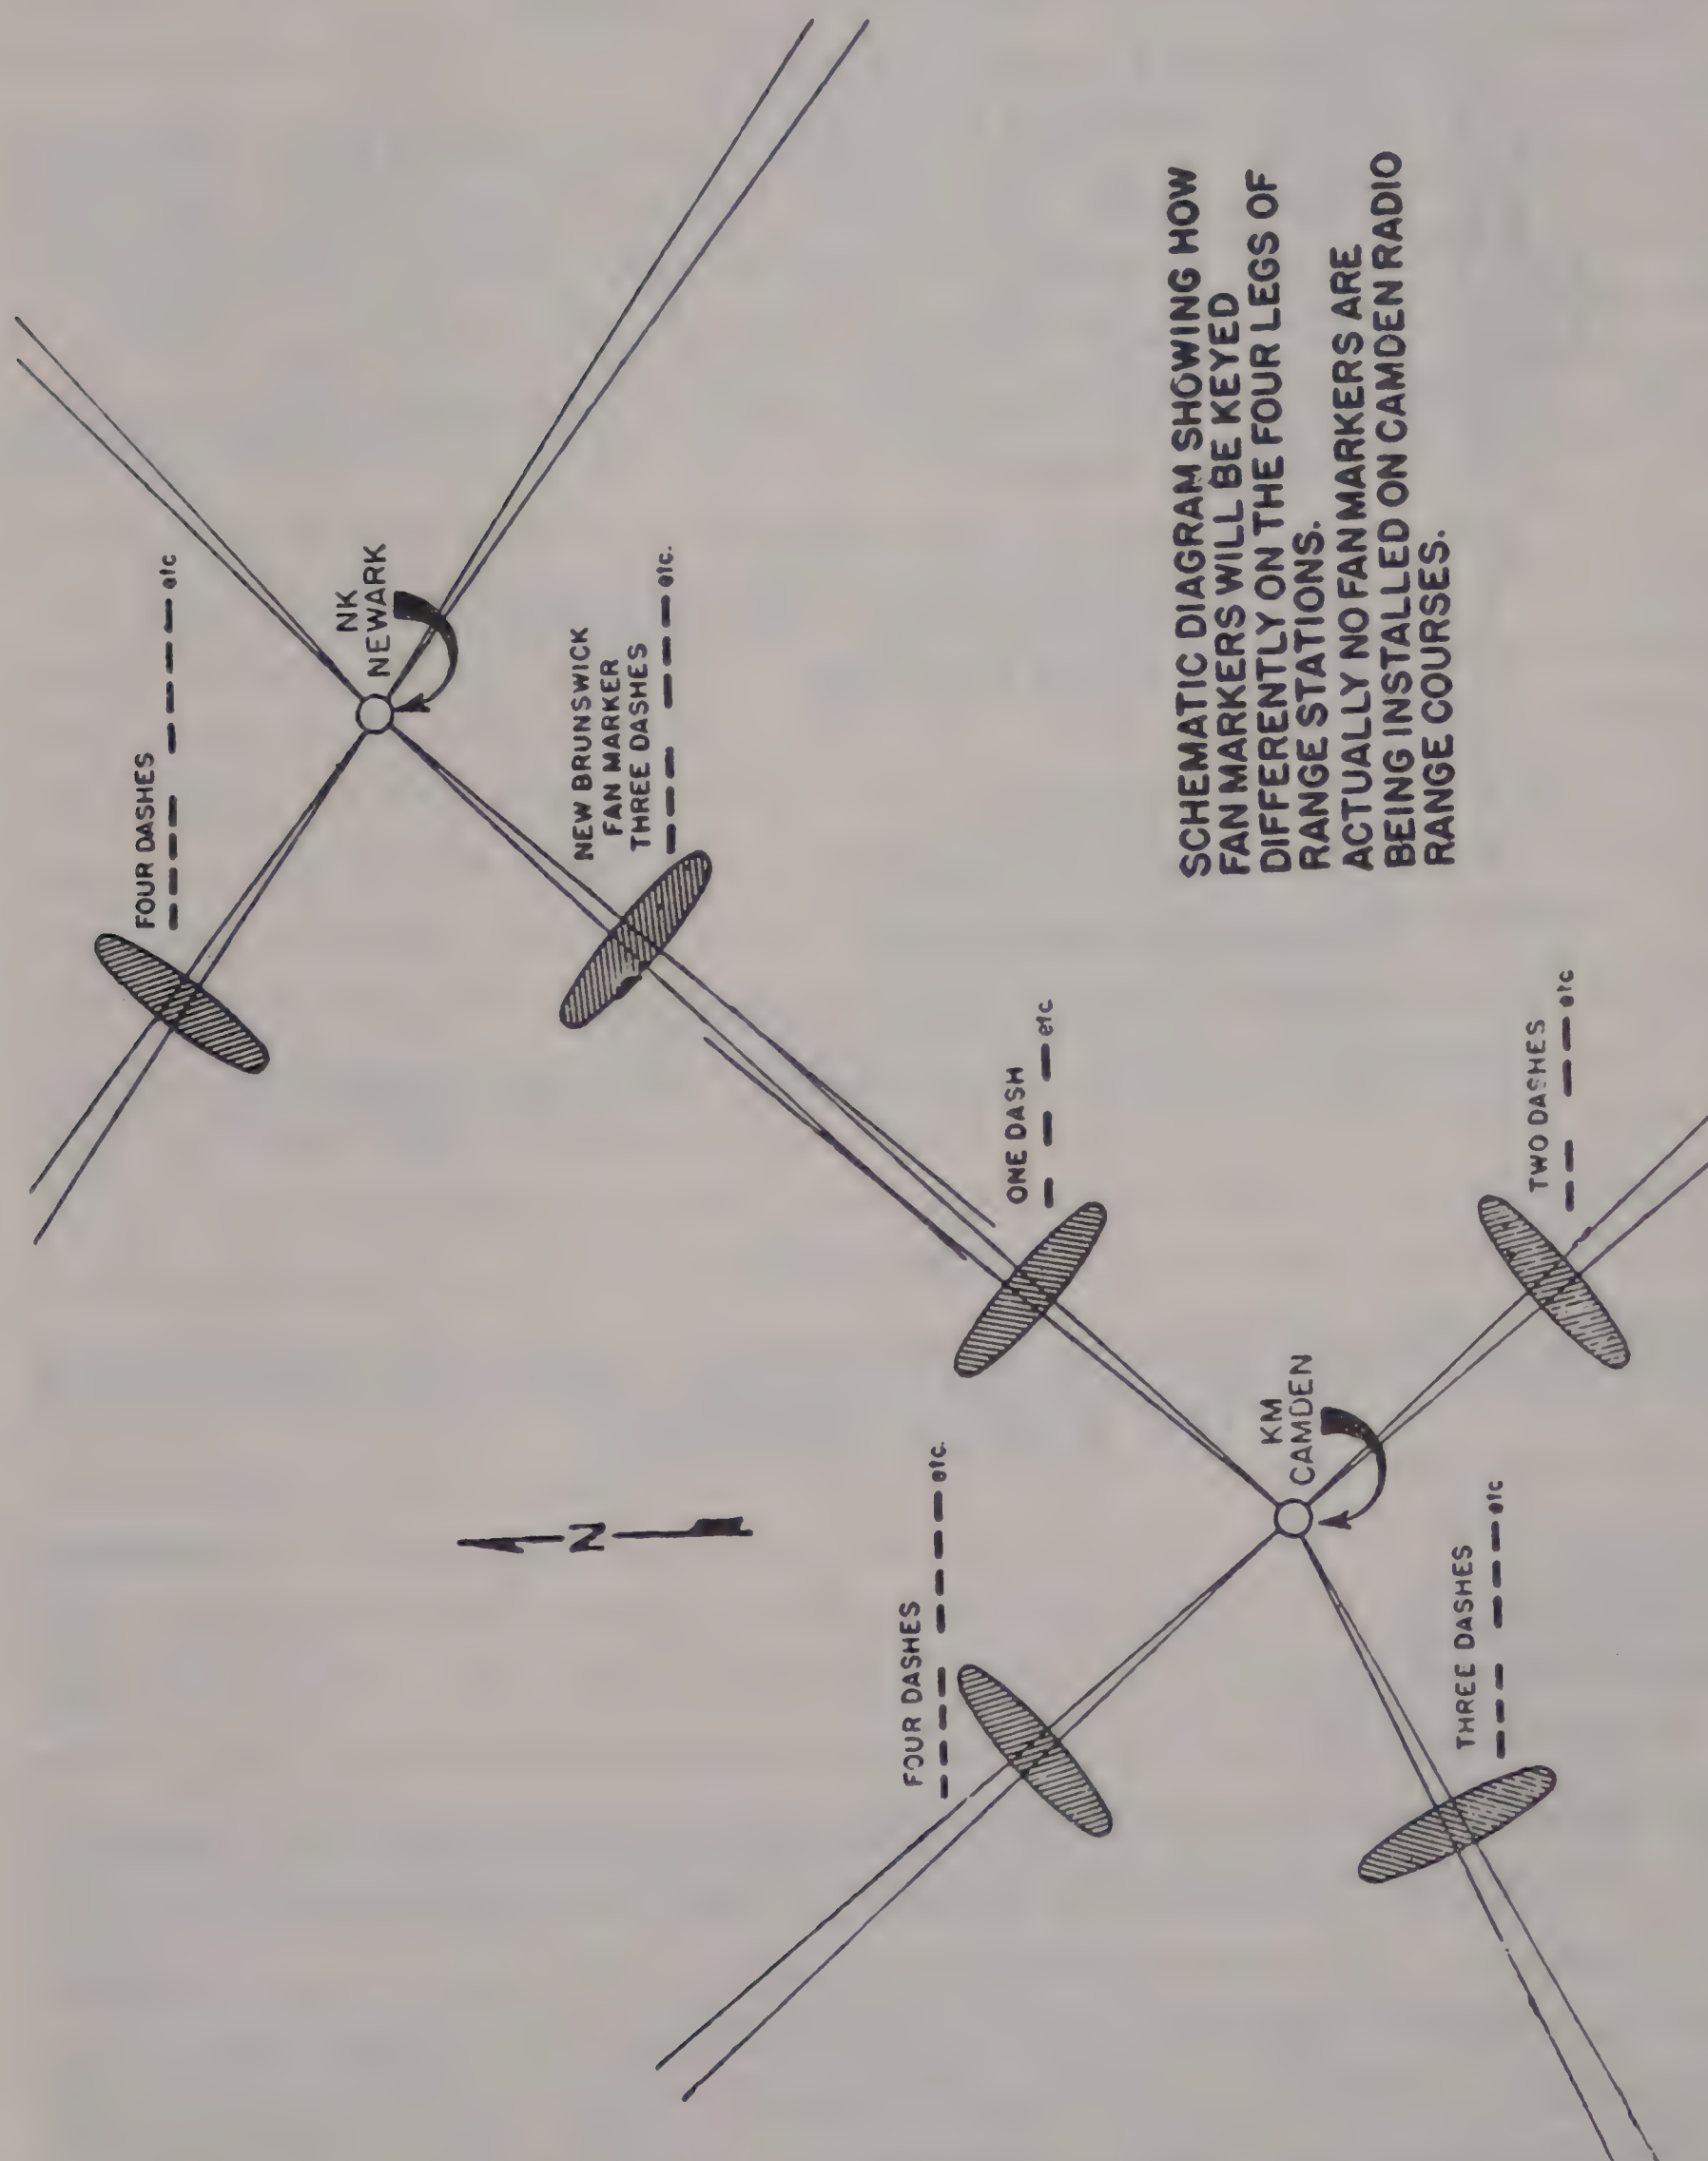 FOUR DASHES
etc
NK
NEWARK
NEW BRUNSWICK
FAN MARKER
THREE DASHES
etc.
N
ONE DASH
etc
FOUR DASHES
etc.
KM
CAMDEN
TWO DASHES
etc
THREE DASHES
etc
SCHEMATIC DIAGRAM SHOWING HOW
FAN MARKERS WILL BE KEYED
DIFFERENTLY ON THE FOUR LEGS OF
RANGE STATIONS.
ACTUALLY NO FAN MARKERS ARE
BEING INSTALLED ON CAMDEN RADIO
RANGE COURSES.